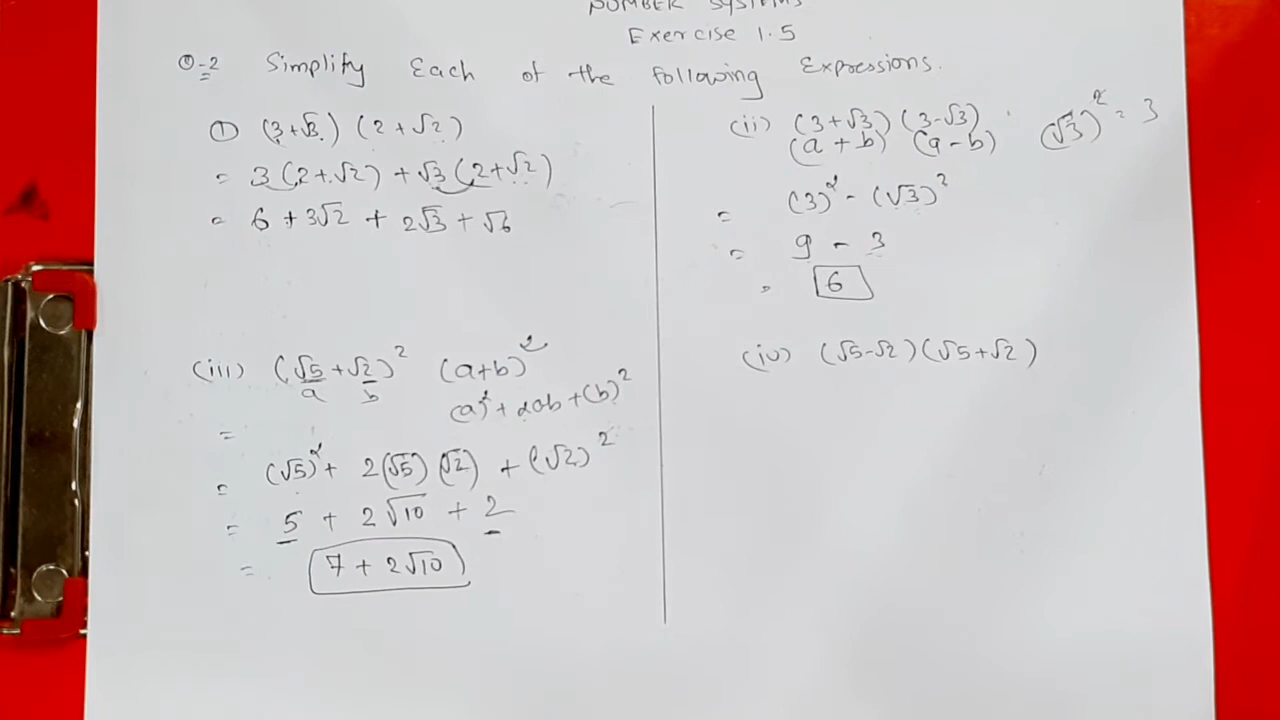 NUMBER SYSTEMS
Exercise 1.5
Q-2 Simplify Each of the following Expressions.
① (3+√3) (2+√2)
= 3(2+√2) + √3(2+√2)
= 6 + 3√2 + 2√3 + √6
(ii) (3+√3) (3-√3) (√3)² = 3
(a+b) (a-b)
= (3)² - (√3)²
= 9 - 3
= 6
(iii) (√5+√2)² (a+b)²
a b (a)² + 2ab + (b)²
=
= (√5)² + 2(√5)(√2) + (√2)²
= 5 + 2√10 + 2
= 7 + 2√10
(iv) (√5-√2)(√5+√2)